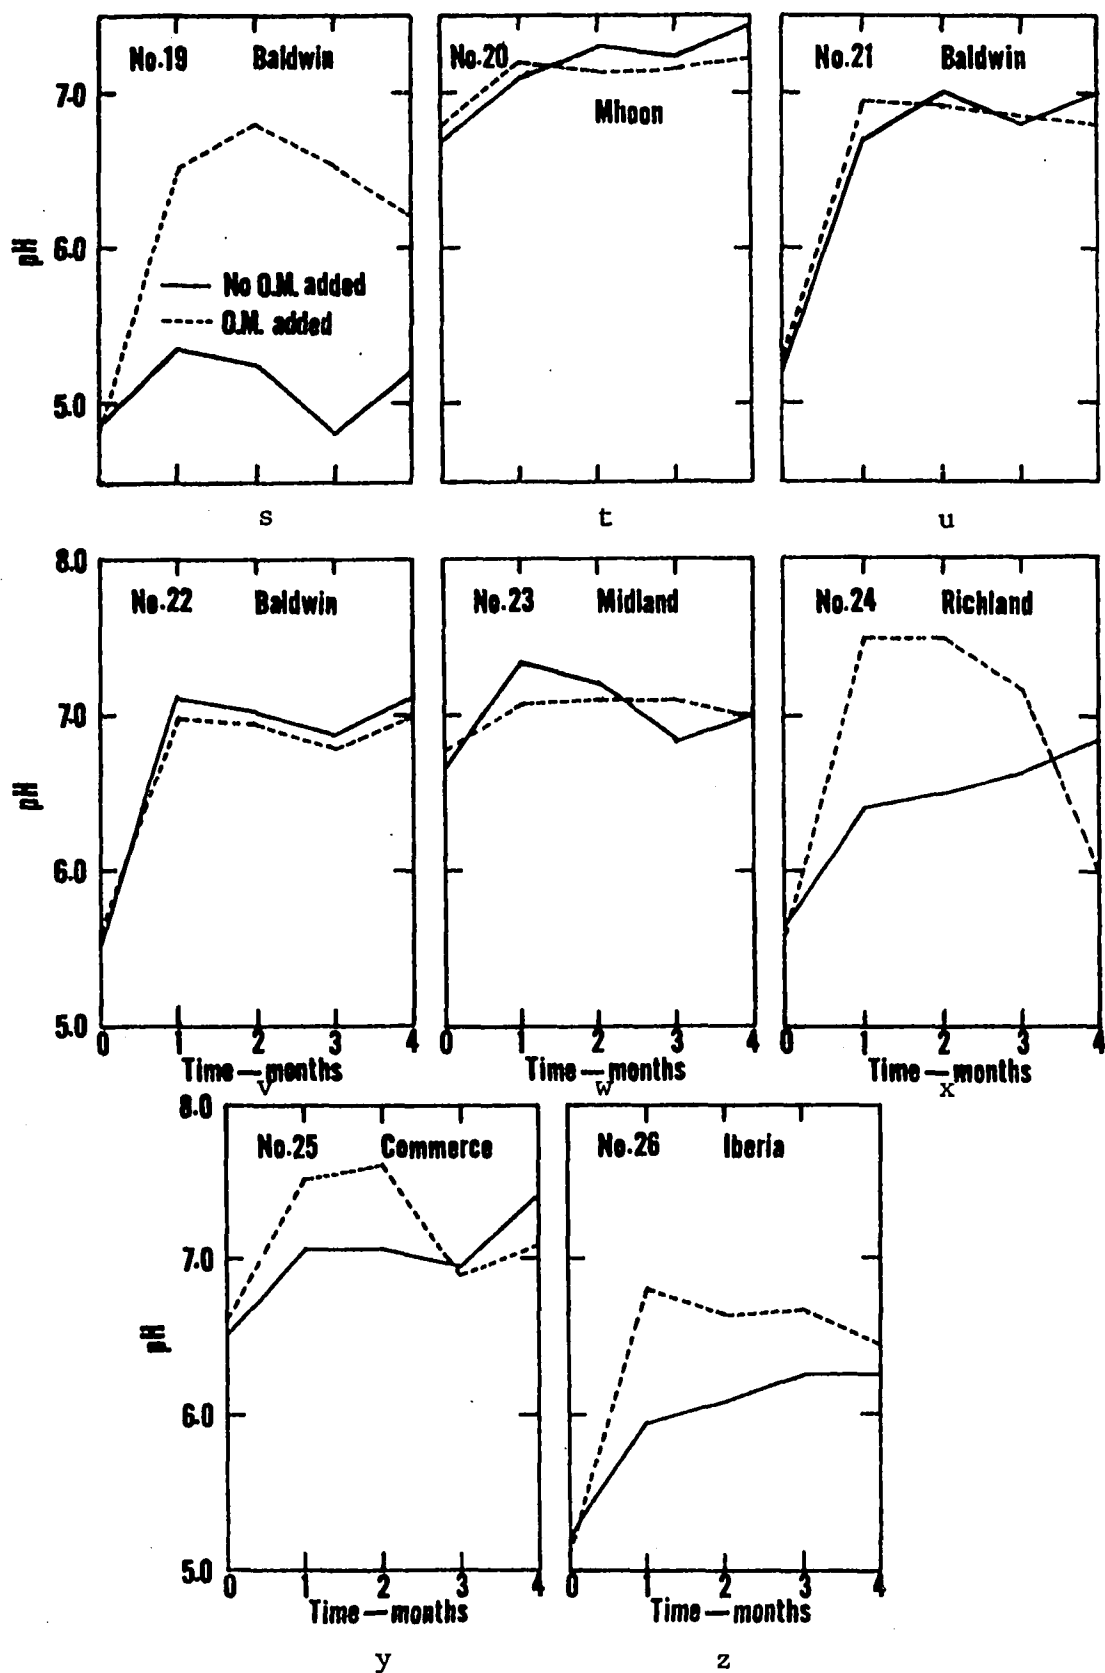 No.19 Baldwin
No.20
Mhoon
No.21 Baldwin
7.0
6.0
5.0
pH
No O.M. added
O.M. added
s t u
8.0
7.0
6.0
5.0
pH
No.22 Baldwin
No.23 Midland
No.24 Richland
0 1 2 3 4
0 1 2 3 4
0 1 2 3 4
Time—months
Time—months
Time—months
v w x
8.0
7.0
6.0
5.0
pH
No.25 Commerce
No.26 Iberia
0 1 2 3 4
0 1 2 3 4
Time—months
Time—months
y z